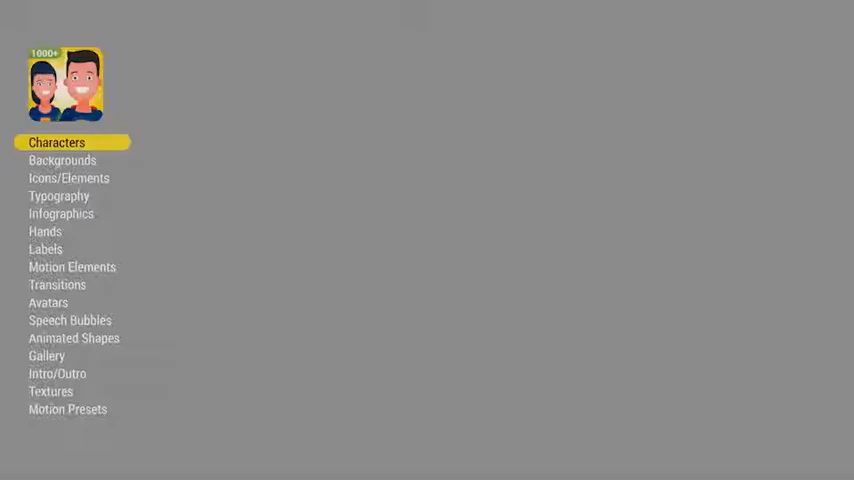 1000+
Characters
Backgrounds
Icons/Elements
Typography
Infographics
Hands
Labels
Motion Elements
Transitions
Avatars
Speech Bubbles
Animated Shapes
Gallery
Intro/Outro
Textures
Motion Presets